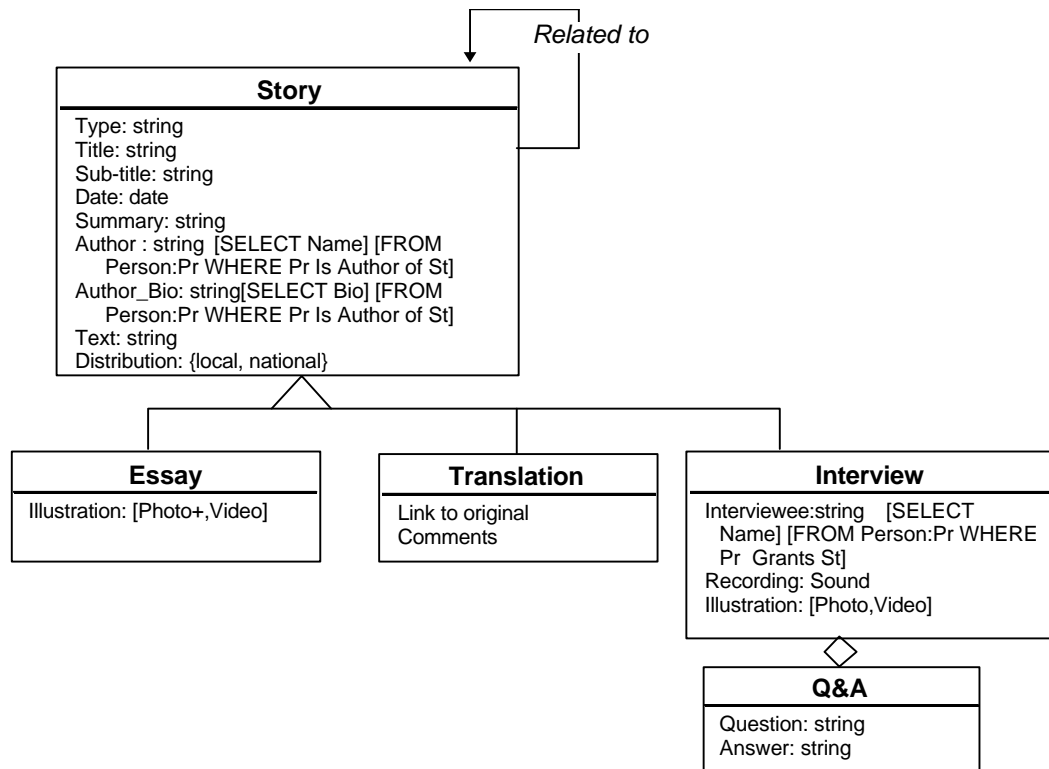 Related to
Story
Type: string
Title: string
Sub-title: string
Date: date
Summary: string
Author : string [SELECT Name] [FROM
Person:Pr WHERE Pr Is Author of St]
Author_Bio: string[SELECT Bio] [FROM
Person:Pr WHERE Pr Is Author of St]
Text: string
Distribution: {local, national}
Essay
Illustration: [Photo+,Video]
Translation
Link to original
Comments
Interview
Interviewee:string [SELECT
Name] [FROM Person:Pr WHERE
Pr Grants St]
Recording: Sound
Illustration: [Photo,Video]
Q&A
Question: string
Answer: string